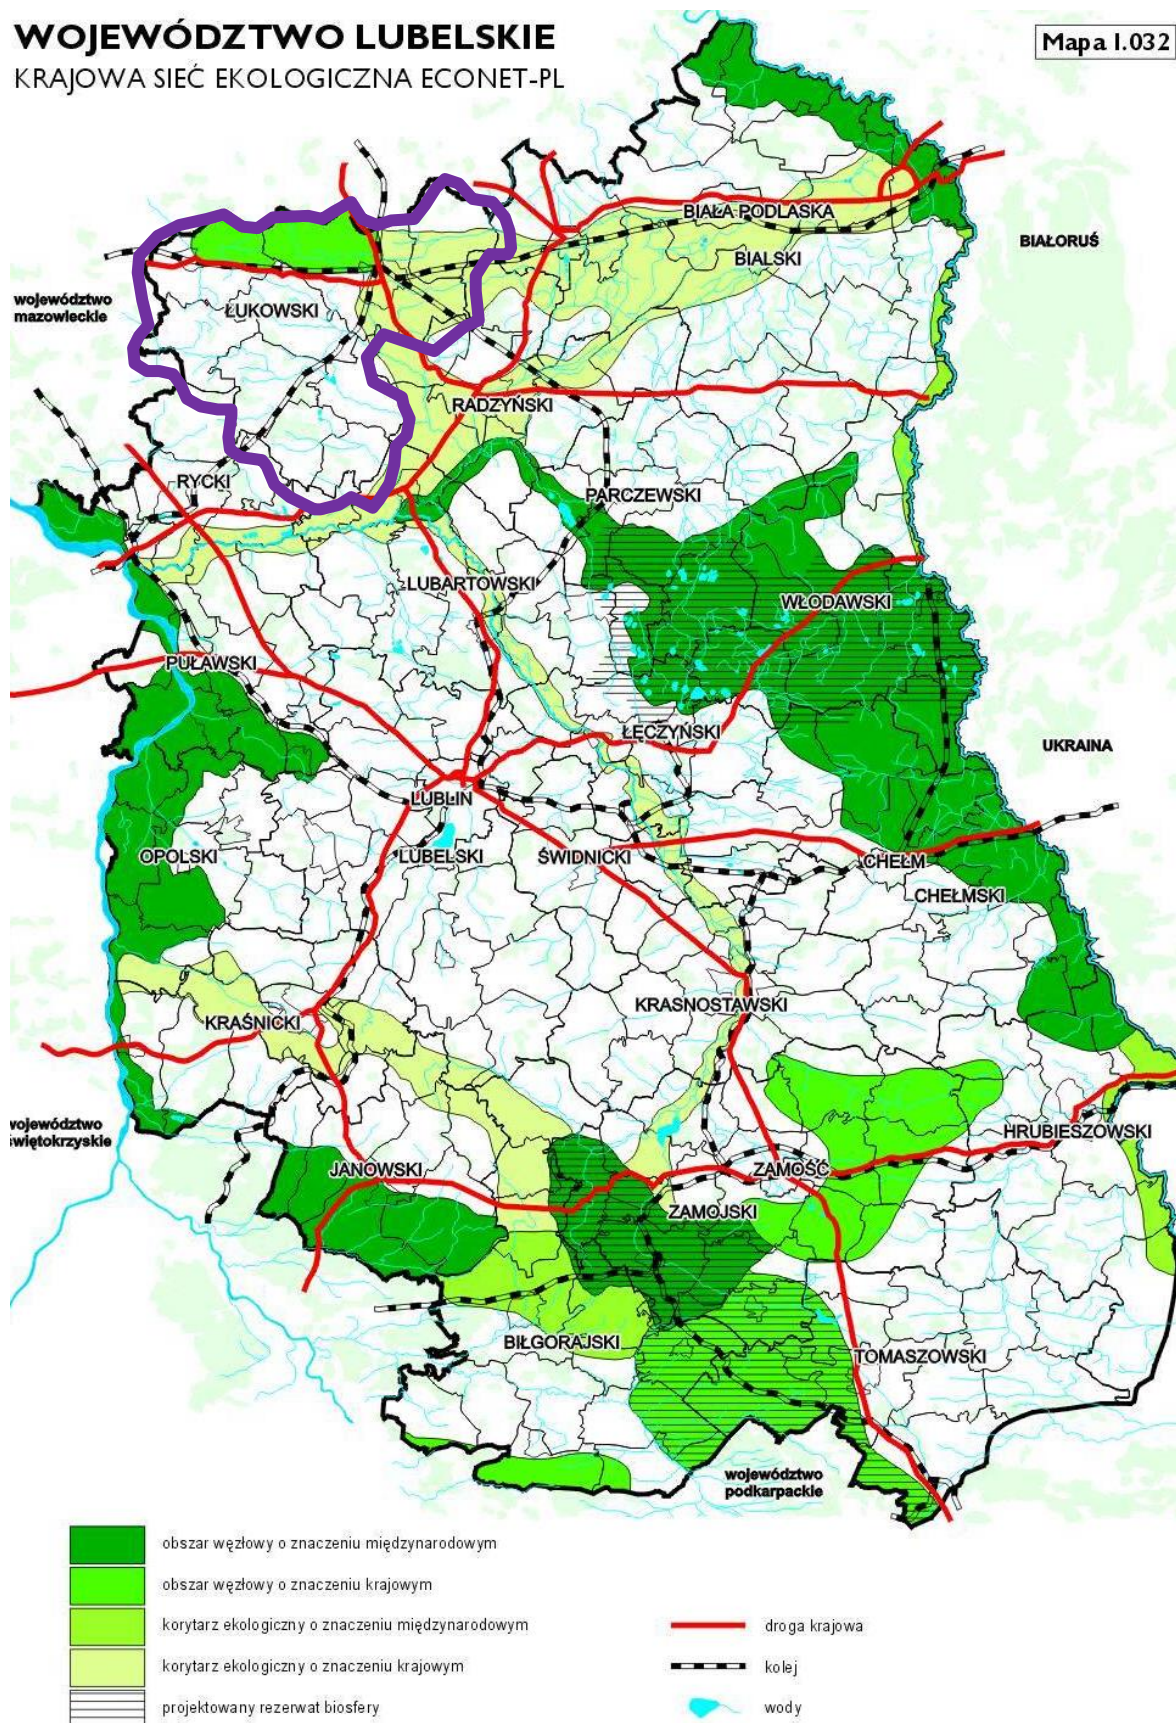 WOJEWÓDZTWO LUBELSKIE
KRAJOWA SIEĆ EKOLOGICZNA ECONET-PL
Mapa I.032
BIAŁA PODLASKA
BIAŁORUŚ
BIALSKI
województwo
mazowieckie
ŁUKOWSKI
RADZYŃSKI
RYCKI
PARCZEWSKI
LUBARTOWSKI
WŁODAWSKI
PUŁAWSKI
ŁĘCZYŃSKI
UKRAINA
LUBLIN
OPOLSKI
LUBELSKI
ŚWIDNICKI
CHEŁM
CHEŁMSKI
KRASNOSTAWSKI
KRAŚNICKI
województwo
świętokrzyskie
HRUBIESZOWSKI
JANOWSKI
ZAMOŚĆ
ZAMOJSKI
BIŁGORAJSKI
TOMASZOWSKI
województwo
podkarpackie
obszar węzłowy o znaczeniu międzynarodowym
obszar węzłowy o znaczeniu krajowym
korytarz ekologiczny o znaczeniu międzynarodowym
droga krajowa
korytarz ekologiczny o znaczeniu krajowym
kolej
projektowany rezerwat biosfery
wody